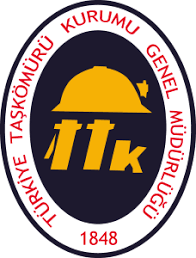 TÜRKİYE TAŞKÖMÜRÜ KURUMU GENEL MÜDÜRLÜĞÜ
TTK
1848